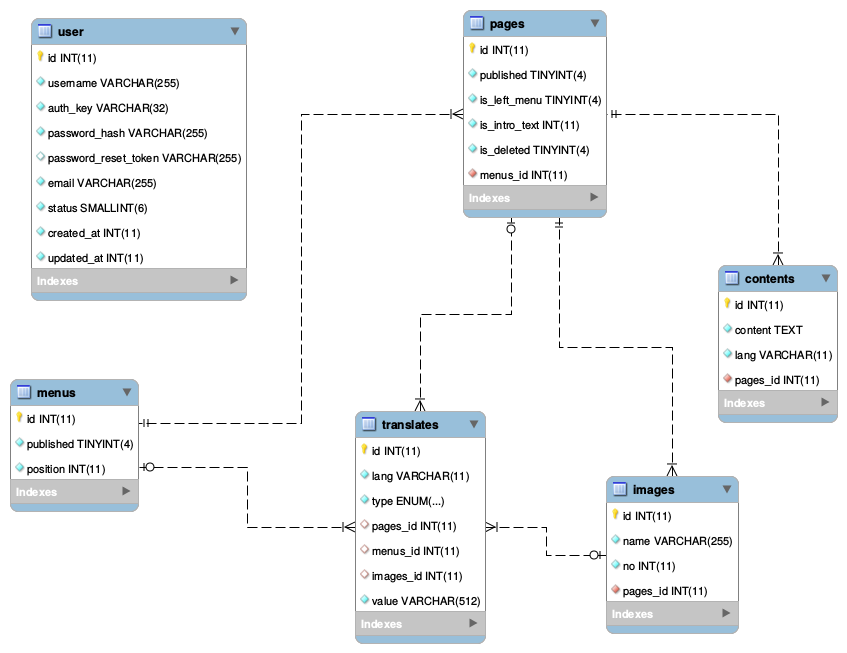 user
id INT(11)
username VARCHAR(255)
auth_key VARCHAR(32)
password_hash VARCHAR(255)
password_reset_token VARCHAR(255)
email VARCHAR(255)
status SMALLINT(6)
created_at INT(11)
updated_at INT(11)
Indexes
pages
id INT(11)
published TINYINT(4)
is_left_menu TINYINT(4)
is_intro_text INT(11)
is_deleted TINYINT(4)
menus_id INT(11)
Indexes
contents
id INT(11)
content TEXT
lang VARCHAR(11)
pages_id INT(11)
Indexes
menus
id INT(11)
published TINYINT(4)
position INT(11)
Indexes
translates
id INT(11)
lang VARCHAR(11)
type ENUM(...)
pages_id INT(11)
menus_id INT(11)
images_id INT(11)
value VARCHAR(512)
Indexes
images
id INT(11)
name VARCHAR(255)
no INT(11)
pages_id INT(11)
Indexes